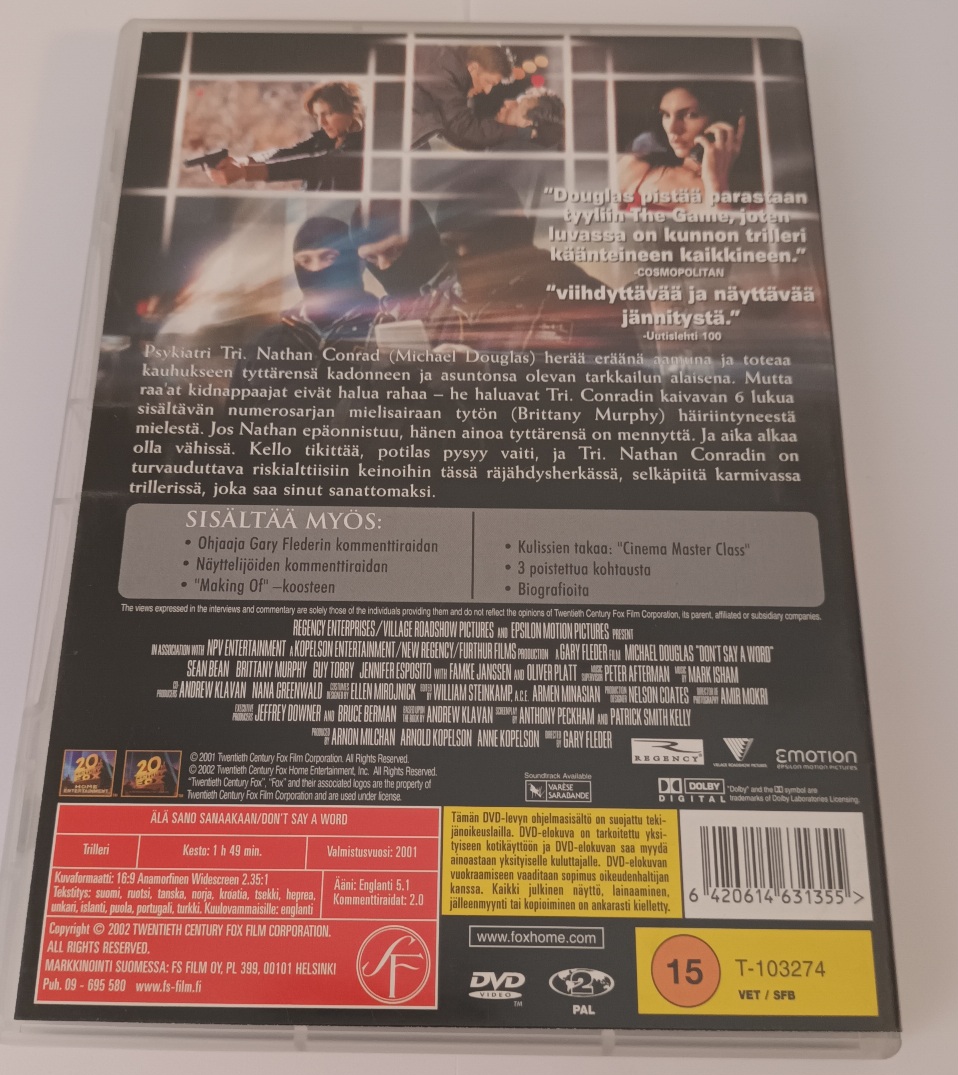 "Douglas pistää parastaan
tyyliin The Game, joten
luvassa on kunnon trilleri
käänteineen kaikkineen."
-COSMOPOLITAN
"viihdyttävää ja näyttävää
jännitystä."
-Uutislehti 100
Psykiatri Tri. Nathan Conrad (Michael Douglas) herää eräänä aamuna ja toteaa
kauhukseen tyttärensä kadonneen ja asuntonsa olevan tarkkailun alaisena. Mutta
raa'at kidnappaajat eivät halua rahaa – he haluavat Tri. Conradin kaivavan 6 lukua
sisältävän numerosarjan mielisairaan tytön (Brittany Murphy) häiriintyneestä
mielestä. Jos Nathan epäonnistuu, hänen ainoa tyttärensä on mennyttä. Ja aika alkaa
olla vähissä. Kello tikittää, potilas pysyy vaiti, ja Tri. Nathan Conradin on
turvauduttava riskialttiisiin keinoihin tässä räjähdysherkässä, selkäpiitä karmivassa
trillerissä, joka saa sinut sanattomaksi.
SISÄLTÄÄ MYÖS:
• Ohjaaja Gary Flederin kommenttiraidan
• Näyttelijöiden kommenttiraidan
• "Making Of" –koosteen
• Kulissien takaa: "Cinema Master Class"
• 3 poistettua kohtausta
• Biografioita
The views expressed in the interviews and commentary are solely those of the individuals providing them and do not reflect the opinions of Twentieth Century Fox Film Corporation, its parent, affiliated or subsidiary companies.
REGENCY ENTERPRISES/VILLAGE ROADSHOW PICTURES AND EPSILON MOTION PICTURES PRESENT
IN ASSOCIATION WITH NPV ENTERTAINMENT A KOPELSON ENTERTAINMENT/NEW REGENCY/FURTHUR FILMS PRODUCTION A GARY FLEDER FILM MICHAEL DOUGLAS "DON'T SAY A WORD"
SEAN BEAN BRITTANY MURPHY GUY TORRY JENNIFER ESPOSITO WITH FAMKE JANSSEN AND OLIVER PLATT MUSIC SUPERVISOR PETER AFTERMAN MUSIC BY MARK ISHAM
CO-PRODUCERS ANDREW KLAVAN NANA GREENWALD COSTUMES DESIGNED BY ELLEN MIROJNICK EDITED BY WILLIAM STEINKAMP A.C.E. ARMEN MINASIAN PRODUCTION DESIGNER NELSON COATES DIRECTOR OF PHOTOGRAPHY AMIR MOKRI
EXECUTIVE PRODUCERS JEFFREY DOWNER AND BRUCE BERMAN BASED UPON THE BOOK BY ANDREW KLAVAN SCREENPLAY BY ANTHONY PECKHAM AND PATRICK SMITH KELLY
PRODUCED BY ARNON MILCHAN ARNOLD KOPELSON ANNE KOPELSON DIRECTED BY GARY FLEDER
REGENCY
VILLAGE ROADSHOW PICTURES
EMOTION
EPSILON MOTION PICTURES
20th CENTURY FOX
HOME ENTERTAINMENT
20th CENTURY FOX
© 2001 Twentieth Century Fox Film Corporation. All Rights Reserved.
© 2002 Twentieth Century Fox Home Entertainment, Inc. All Rights Reserved.
"Twentieth Century Fox", "Fox" and their associated logos are the property of
Twentieth Century Fox Film Corporation and are used under license.
Soundtrack Available
VARÈSE
SARABANDE
DOLBY
DIGITAL
"Dolby" and the DD symbol are
trademarks of Dolby Laboratories Licensing.
ÄLÄ SANO SANAAKAAN/DON'T SAY A WORD
Trilleri
Kesto: 1 h 49 min.
Valmistusvuosi: 2001
Kuvaformaatti: 16:9 Anamorfinen Widescreen 2.35:1
Tekstitys: suomi, ruotsi, tanska, norja, kroatia, tsekki, heprea,
unkari, islanti, puola, portugali, turkki. Kuulovammaisille: englanti
Ääni: Englanti 5.1
Kommenttiraidat: 2.0
Copyright © 2002 TWENTIETH CENTURY FOX FILM CORPORATION.
ALL RIGHTS RESERVED.
MARKKINOINTI SUOMESSA: FS FILM OY, PL 399, 00101 HELSINKI
Puh. 09 - 695 580 www.fs-film.fi
SF
Tämän DVD-levyn ohjelmasisältö on suojattu teki-
jänoikeuslailla. DVD-elokuva on tarkoitettu yksi-
tyiseen kotikäyttöön ja DVD-elokuvan saa myydä
ainoastaan yksityiselle kuluttajalle. DVD-elokuvan
vuokraamiseen vaaditaan sopimus oikeudenhaltijan
kanssa. Kaikki julkinen näyttö, lainaaminen,
jälleenmyynti tai kopioiminen on ankarasti kielletty.
6 420614 631355 >
www.foxhome.com
DVD
VIDEO
TM
2
PAL
15
T-103274
VET / SFB